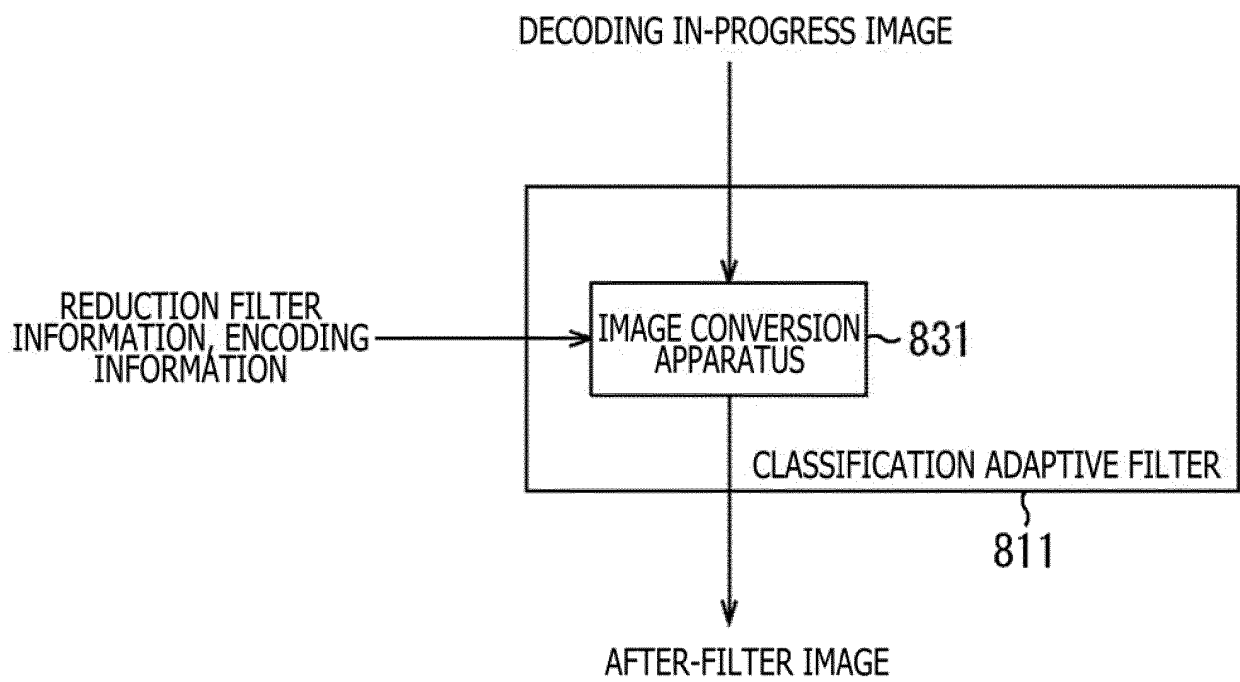 DECODING IN-PROGRESS IMAGE
REDUCTION FILTER
INFORMATION, ENCODING
INFORMATION
IMAGE CONVERSION
APPARATUS
831
CLASSIFICATION ADAPTIVE FILTER
811
AFTER-FILTER IMAGE